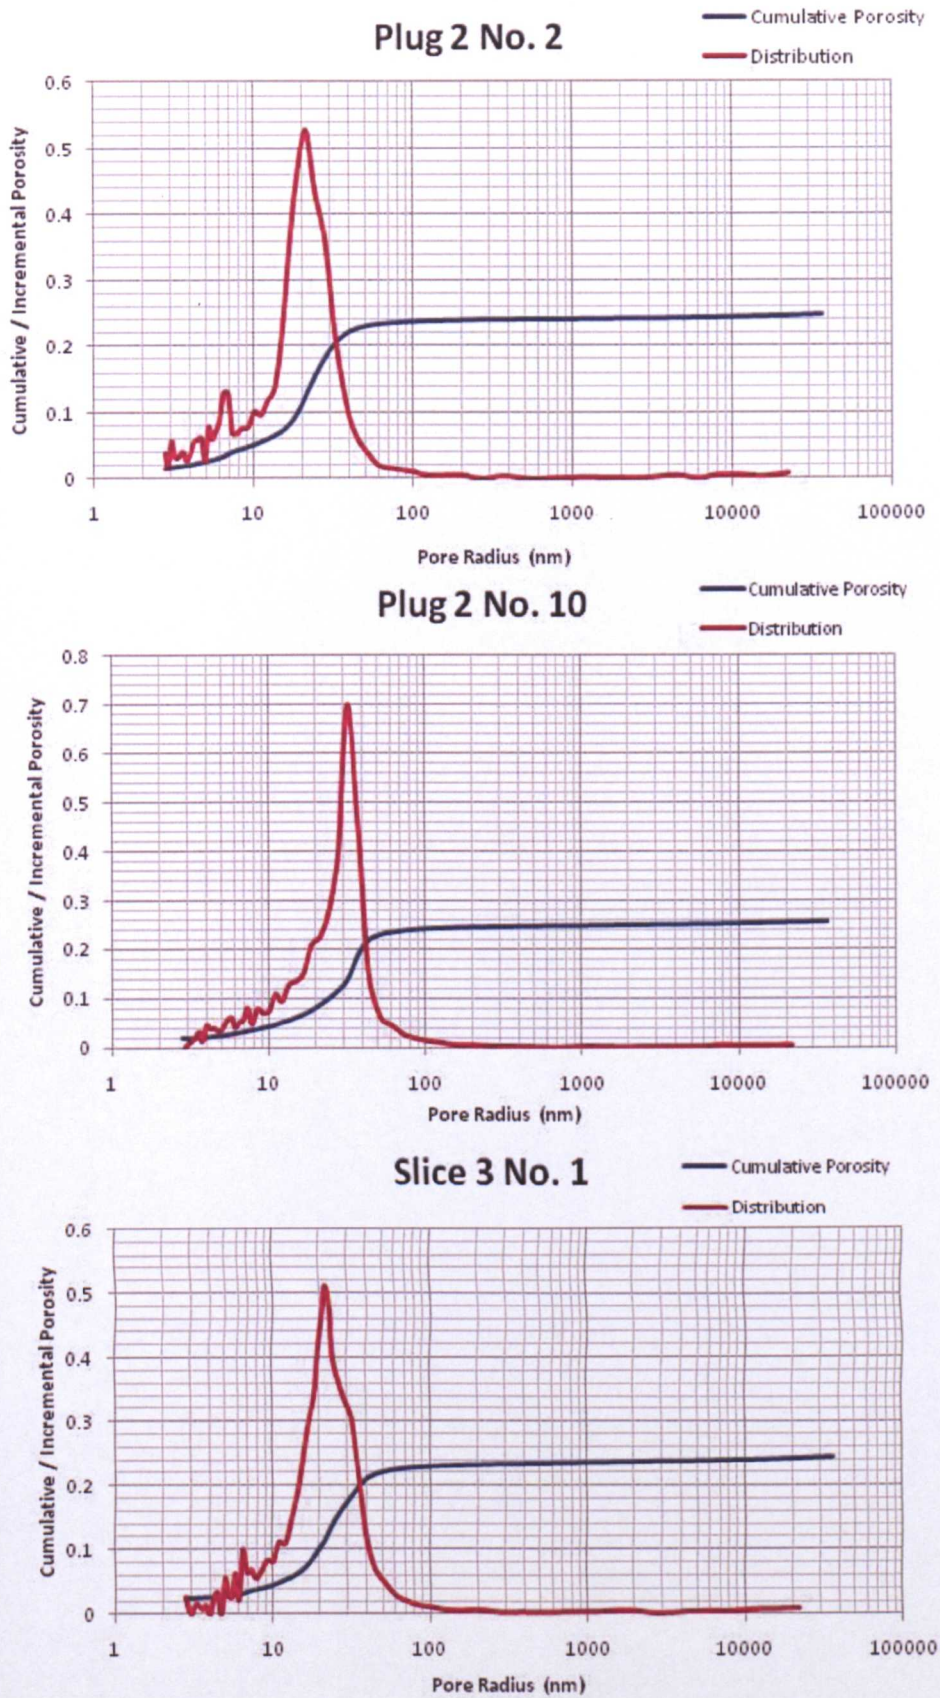 Plug 2 No. 2
Cumulative Porosity
Distribution
Cumulative / Incremental Porosity
0.6
0.5
0.4
0.3
0.2
0.1
0
1 10 100 1000 10000 100000
Pore Radius (nm)
Plug 2 No. 10
Cumulative Porosity
Distribution
Cumulative / Incremental Porosity
0.8
0.7
0.6
0.5
0.4
0.3
0.2
0.1
0
1 10 100 1000 10000 100000
Pore Radius (nm)
Slice 3 No. 1
Cumulative Porosity
Distribution
Cumulative / Incremental Porosity
0.6
0.5
0.4
0.3
0.2
0.1
0
1 10 100 1000 10000 100000
Pore Radius (nm)